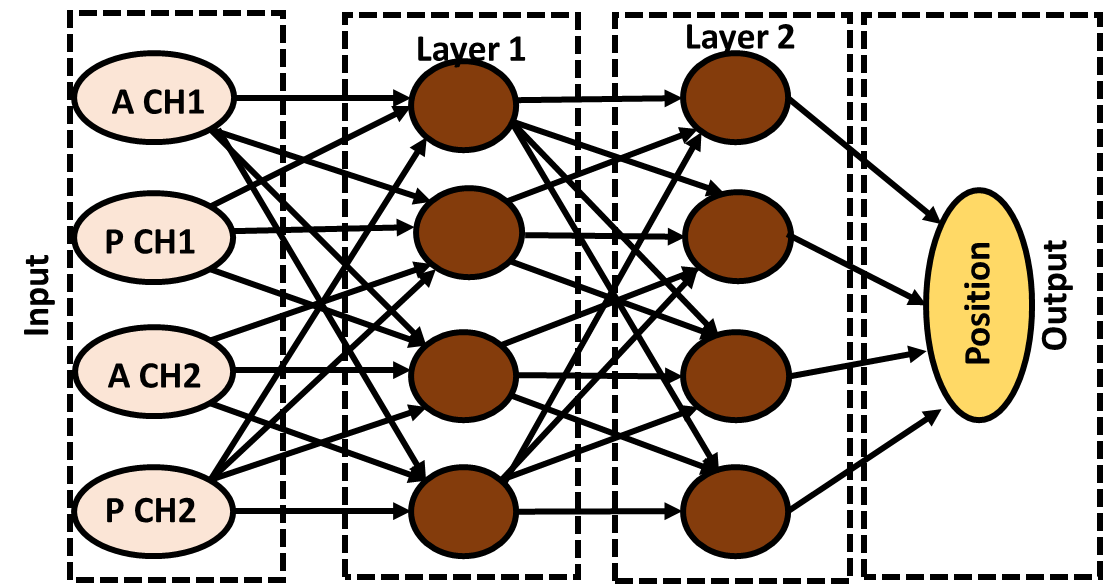 Layer 1
Layer 2
A CH1
P CH1
A CH2
P CH2
Input
Position
Output